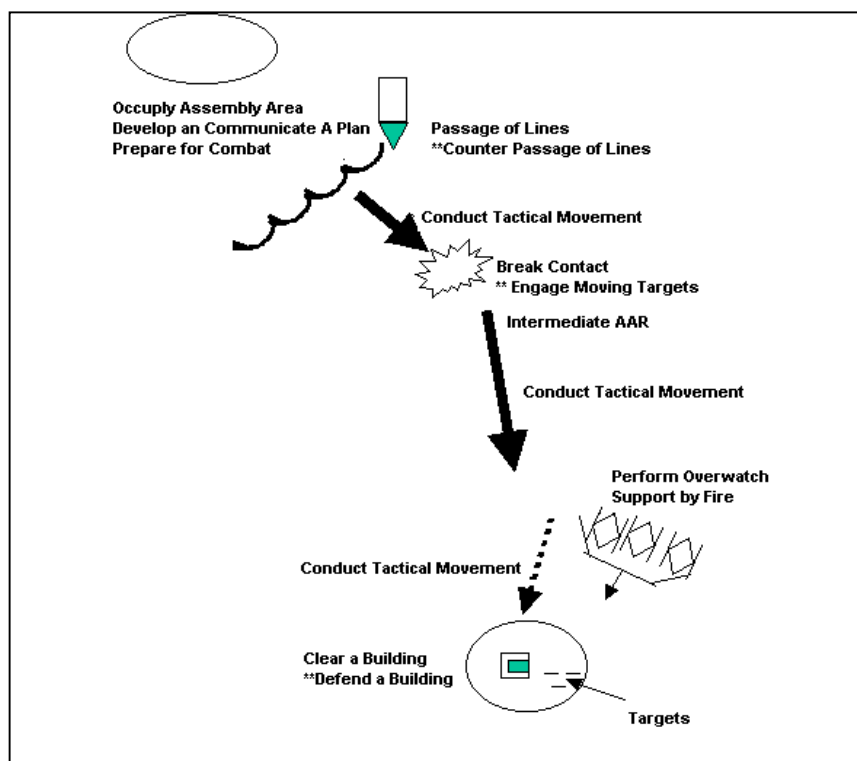 Occuply Assembly Area
Develop an Communicate A Plan
Prepare for Combat
Passage of Lines
**Counter Passage of Lines
Conduct Tactical Movement
Break Contact
** Engage Moving Targets
Intermediate AAR
Conduct Tactical Movement
Perform Overwatch
Support by Fire
Conduct Tactical Movement
Clear a Building
**Defend a Building
Targets